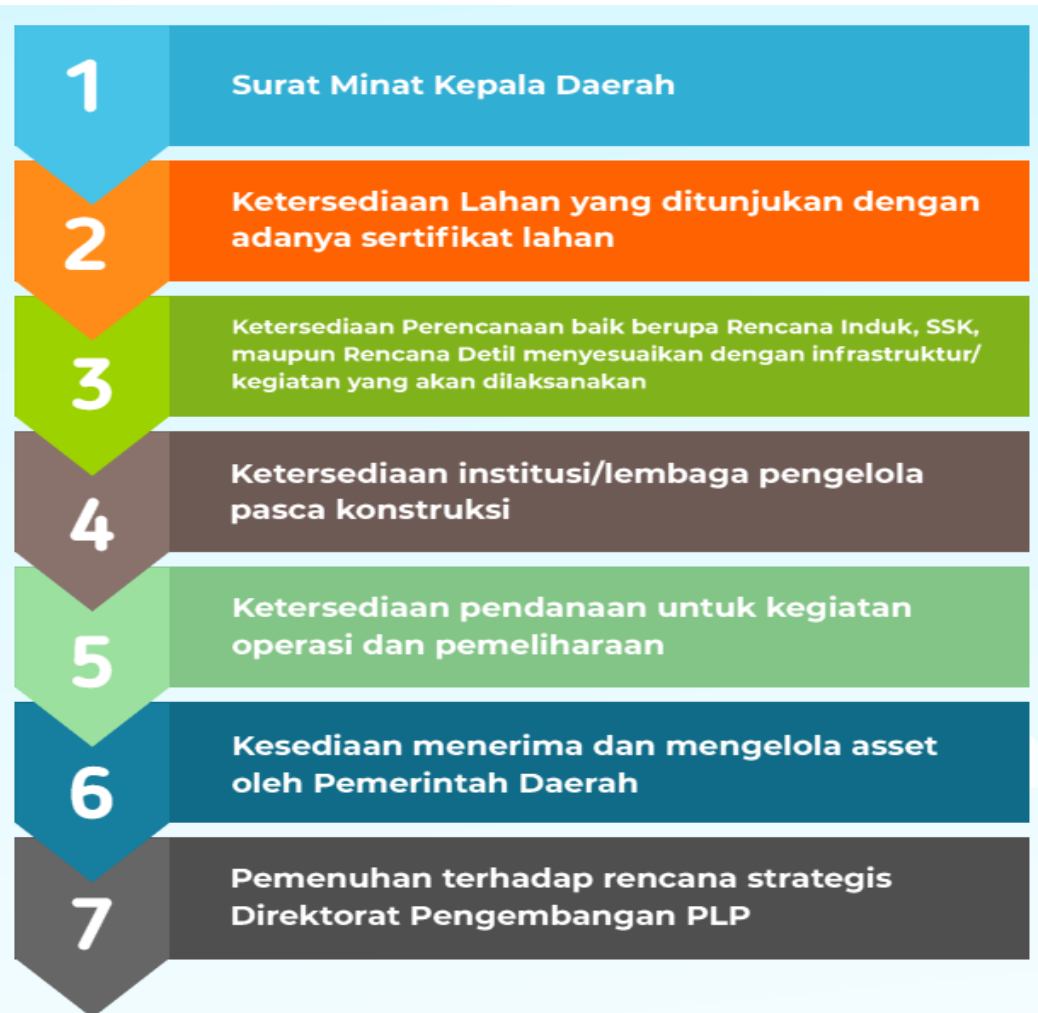 1
Surat Minat Kepala Daerah
2
Ketersediaan Lahan yang ditunjukan dengan
adanya sertifikat lahan
3
Ketersediaan Perencanaan baik berupa Rencana Induk, SSK,
maupun Rencana Detil menyesuaikan dengan infrastruktur/
kegiatan yang akan dilaksanakan
4
Ketersediaan institusi/lembaga pengelola
pasca konstruksi
5
Ketersediaan pendanaan untuk kegiatan
operasi dan pemeliharaan
6
Kesediaan menerima dan mengelola asset
oleh Pemerintah Daerah
7
Pemenuhan terhadap rencana strategis
Direktorat Pengembangan PLP